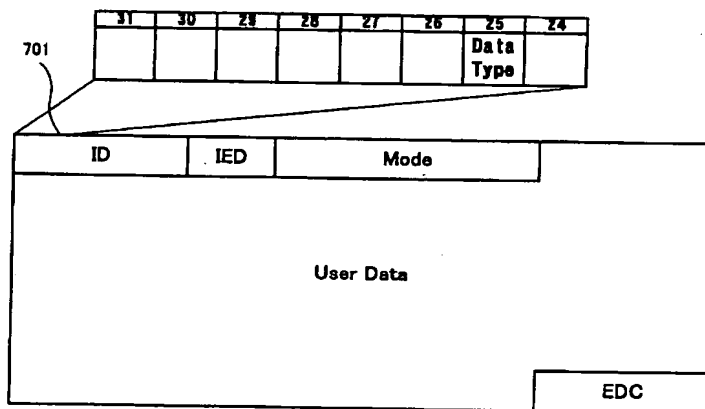 31 30 29 28 27 26 25 24
Data
Type
701
ID IED Mode
User Data
EDC